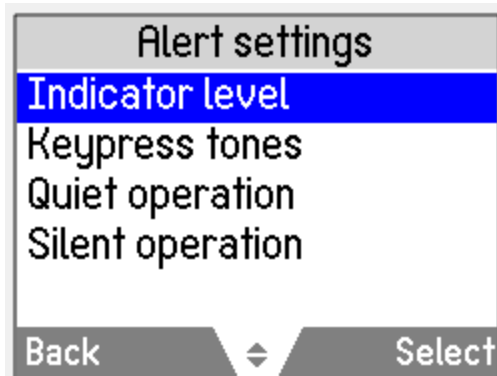 Alert settings
Indicator level
Keypress tones
Quiet operation
Silent operation
Back Select